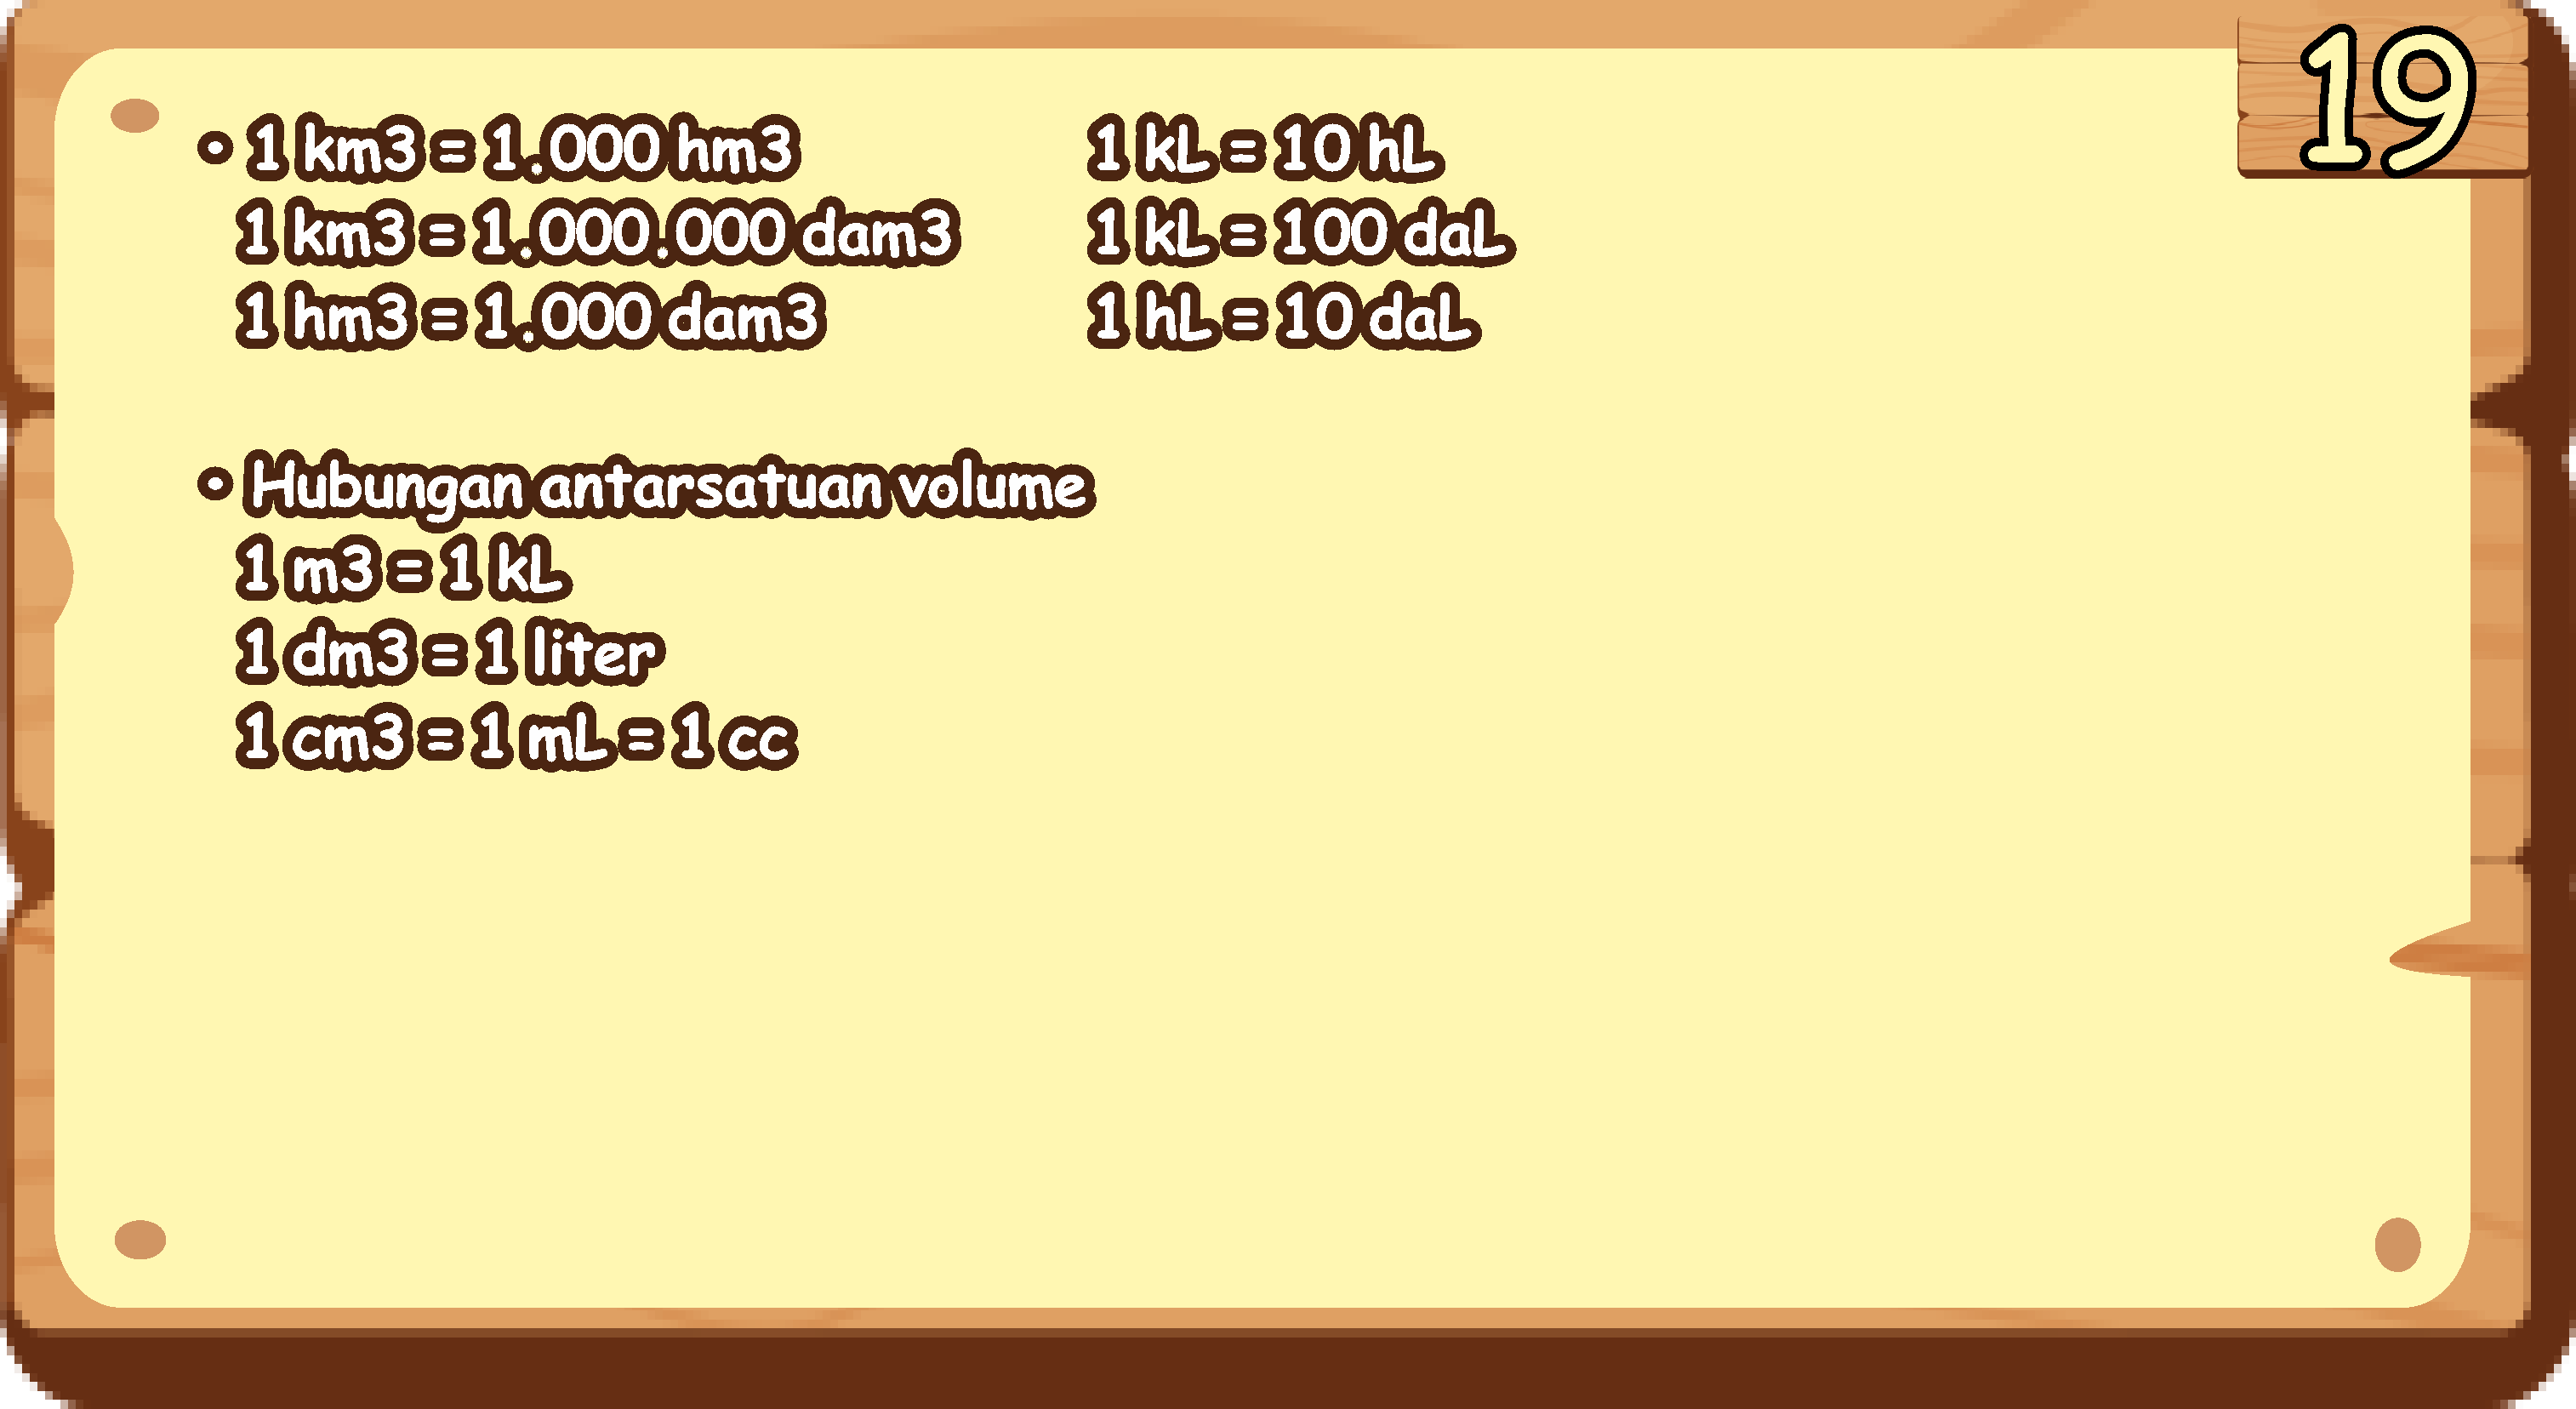 19
• 1 km3 = 1.000 hm3
1 km3 = 1.000.000 dam3
1 hm3 = 1.000 dam3
1 kL = 10 hL
1 kL = 100 daL
1 hL = 10 daL
• Hubungan antarsatuan volume
1 m3 = 1 kL
1 dm3 = 1 liter
1 cm3 = 1 mL = 1 cc